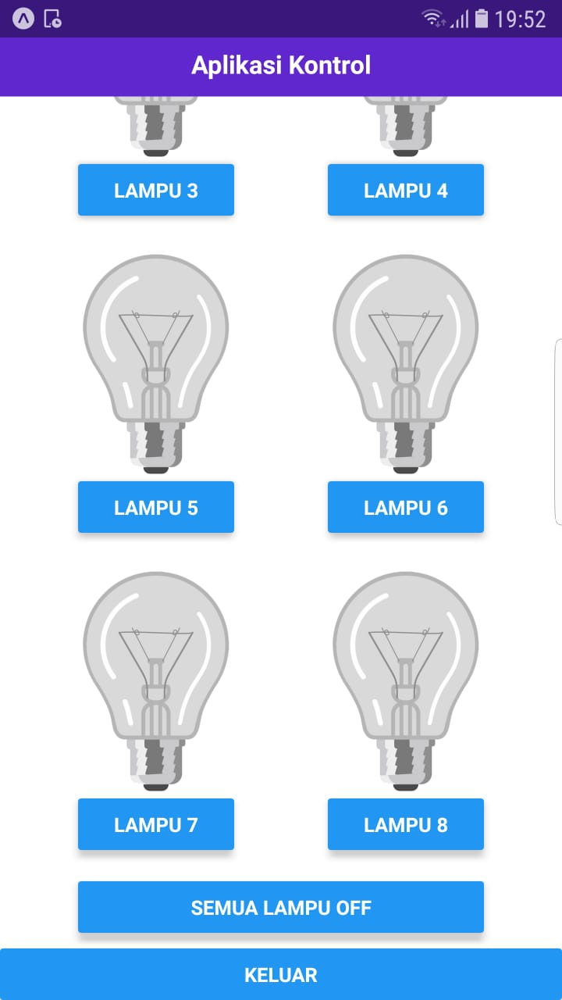 19:52
Aplikasi Kontrol
LAMPU 3
LAMPU 4
LAMPU 5
LAMPU 6
LAMPU 7
LAMPU 8
SEMUA LAMPU OFF
KELUAR